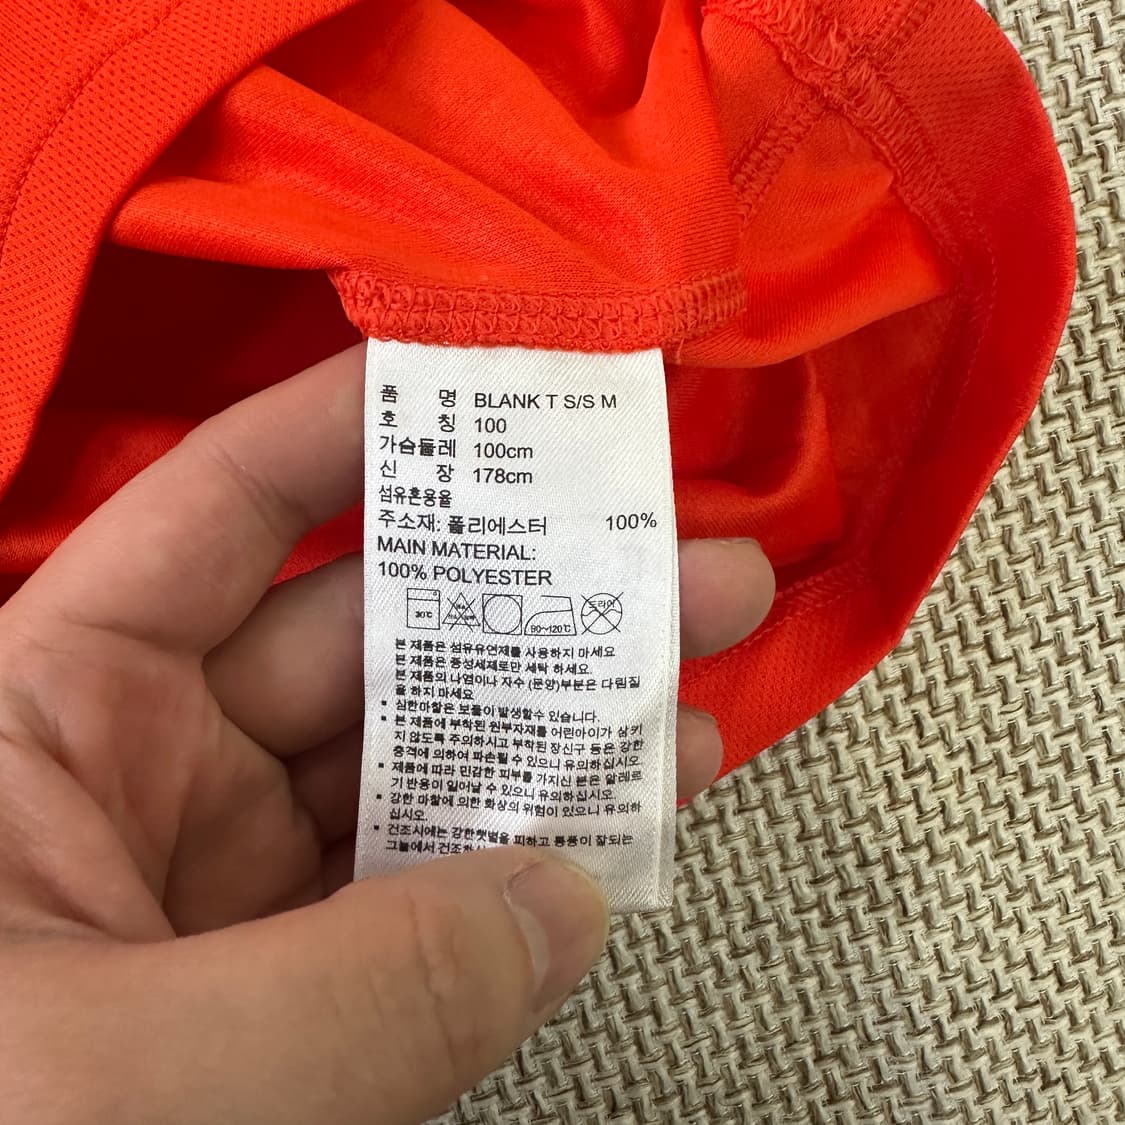 품 명 BLANK T S/S M
호 칭 100
가슴둘레 100cm
신 장 178cm
섬유혼용율
주소재: 폴리에스터 100%
MAIN MATERIAL:
100% POLYESTER
30℃ 80~120℃ 드라이
본 제품은 섬유유연제를 사용하지 마세요
본 제품은 중성세제로만 세탁 하세요.
본 제품의 나염이나 자수 (문양)부분은 다림질
을 하지 마세요
▪ 심한마찰은 보풀이 발생할수 있습니다.
▪ 본 제품에 부착된 원부자재를 어린아이가 삼키
지 않도록 주의하시고 부착된 장신구 등은 강한
충격에 의하여 파손될 수 있으니 유의하십시오.
▪ 제품에 따라 민감한 피부를 가지신 분은 알레르
기 반응이 일어날 수 있으니 유의하십시오.
▪ 강한 마찰에 의한 화상의 위험이 있으니 유의하
십시오.
▪ 건조시에는 강한햇볕을 피하고 통풍이 잘되는
그늘에서 건조